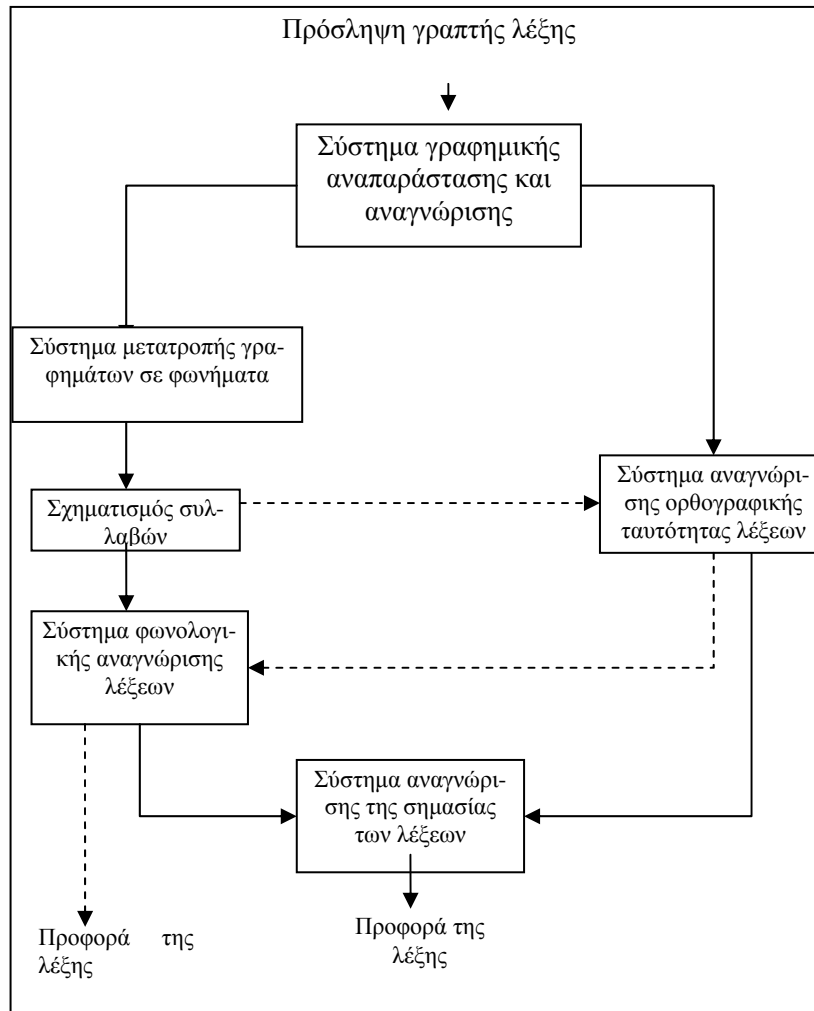 Πρόσληψη γραπτής λέξης
Σύστημα γραφημικής
αναπαράστασης και
αναγνώρισης
Σύστημα μετατροπής γρα-
φημάτων σε φωνήματα
Σχηματισμός συλ-
λαβών
Σύστημα αναγνώρι-
σης ορθογραφικής
ταυτότητας λέξεων
Σύστημα φωνολογι-
κής αναγνώρισης
λέξεων
Σύστημα αναγνώρι-
σης της σημασίας
των λέξεων
Προφορά της
λέξης
Προφορά της
λέξης